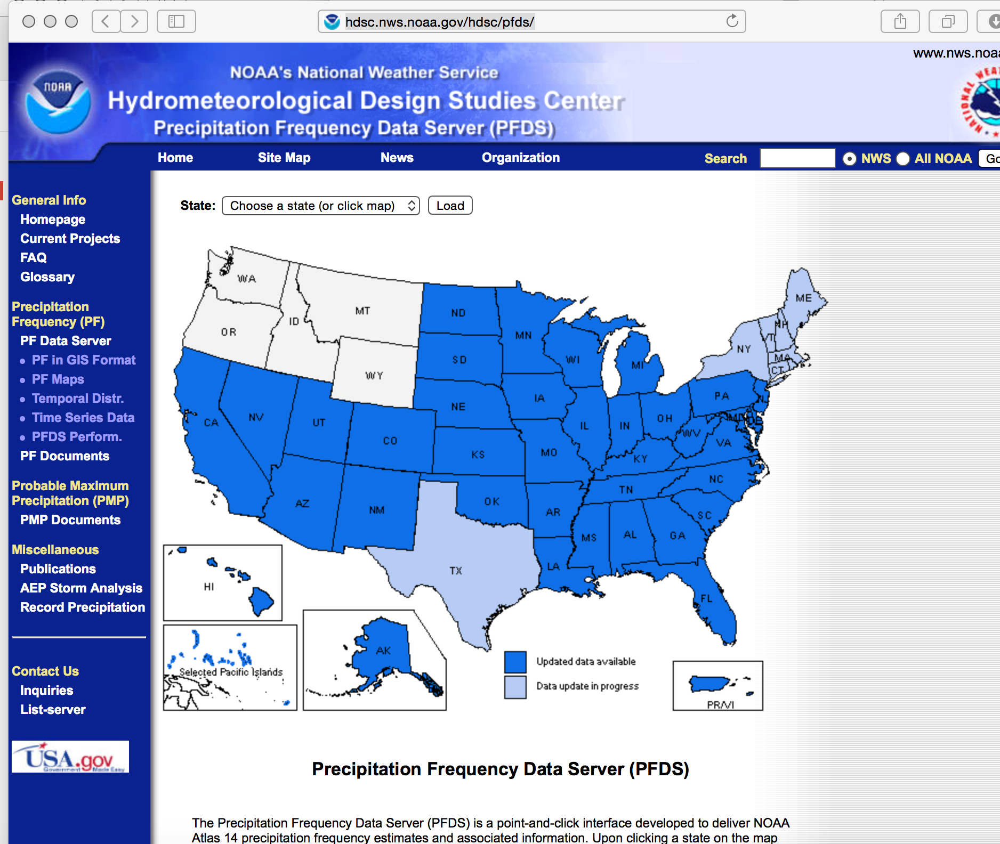 hdsc.nws.noaa.gov/hdsc/pfds/
www.nws.noaa
NOAA
NOAA's National Weather Service
Hydrometeorological Design Studies Center
Precipitation Frequency Data Server (PFDS)
NATIONAL WEA
Home Site Map News Organization Search NWS All NOAA Go
General Info
Homepage
Current Projects
FAQ
Glossary
Precipitation
Frequency (PF)
PF Data Server
• PF in GIS Format
• PF Maps
• Temporal Distr.
• Time Series Data
• PFDS Perform.
PF Documents
Probable Maximum
Precipitation (PMP)
PMP Documents
Miscellaneous
Publications
AEP Storm Analysis
Record Precipitation
Contact Us
Inquiries
List-server
USA.gov
Government Made Easy
State: Choose a state (or click map) Load
WA
MT
ID
OR
WY
ND
SD
MN
WI
MI
ME
NH
NY
MA
CT
NE
IA
PA
NJ
CA
NV
UT
CO
KS
MO
IL
IN
OH
WV
VA
MD
DE
KY
NC
TN
AZ
NM
OK
AR
SC
MS
AL
GA
LA
TX
FL
HI
Selected Pacific Islands
AK
Updated data available
Data update in progress
PR/VI
Precipitation Frequency Data Server (PFDS)
The Precipitation Frequency Data Server (PFDS) is a point-and-click interface developed to deliver NOAA
Atlas 14 precipitation frequency estimates and associated information. Upon clicking a state on the map